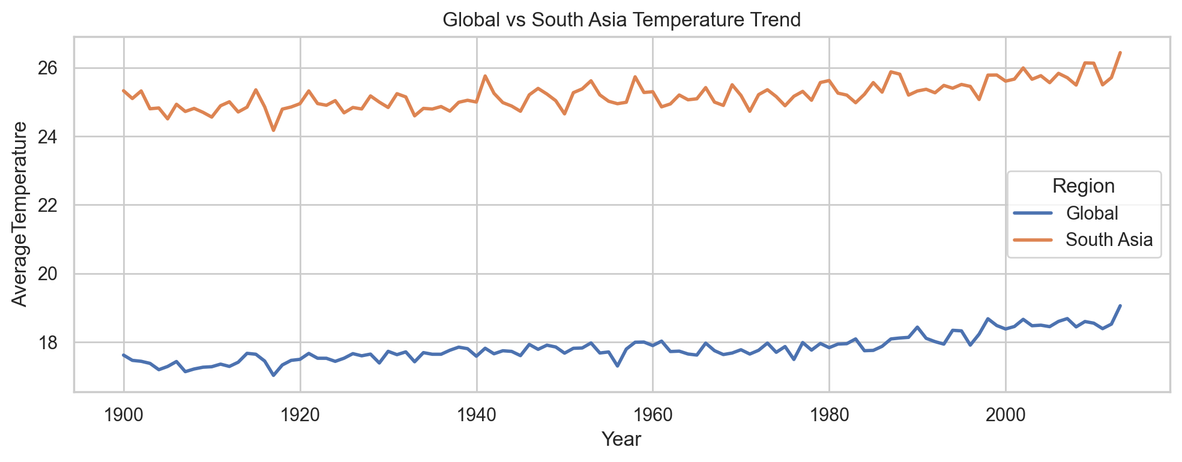 Global vs South Asia Temperature Trend
AverageTemperature
26
24
22
20
18
Region
Global
South Asia
1900 1920 1940 1960 1980 2000
Year